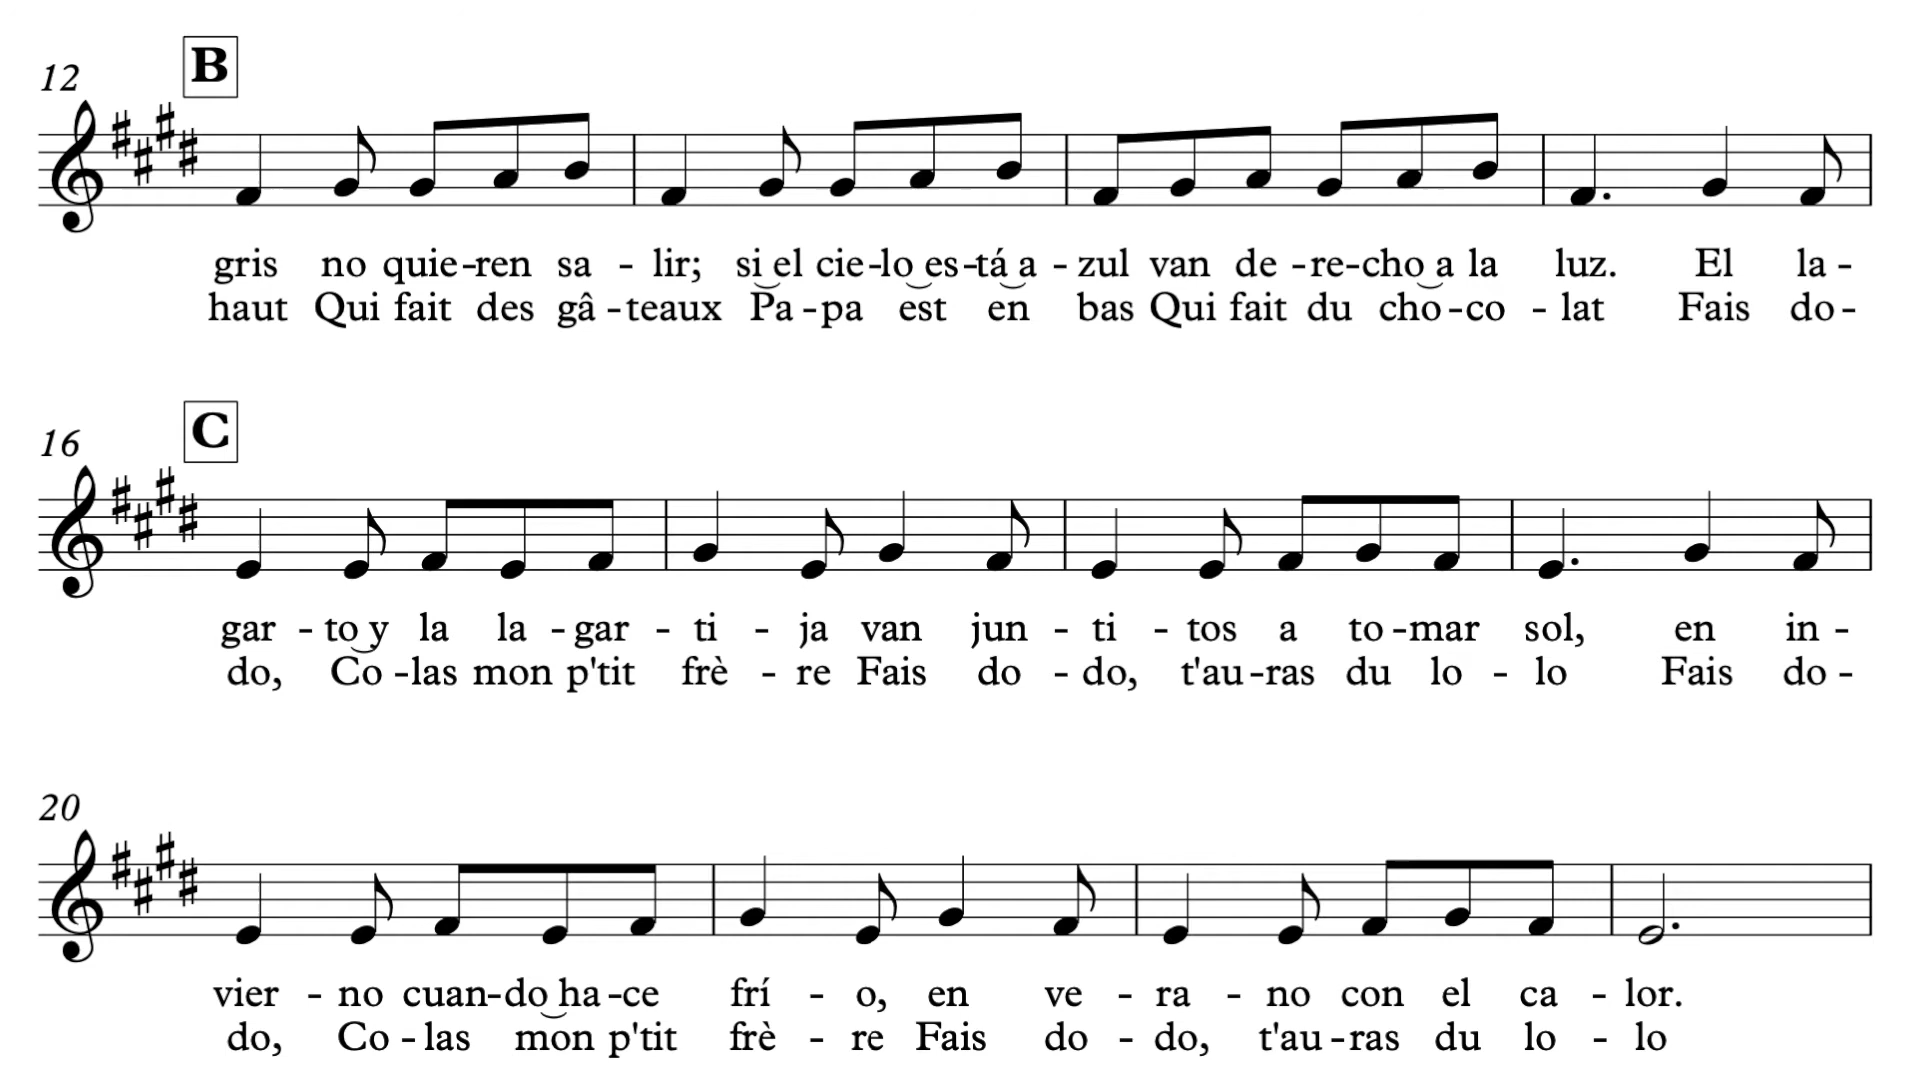 12
B
gris no quie-ren sa - lir; si el cie-lo es-tá a - zul van de -re-cho a la luz. El la -
haut Qui fait des gâ -teaux Pa -pa est en bas Qui fait du cho-co - lat Fais do -
16
C
gar - to y la la -gar - ti - ja van jun - ti - tos a to -mar sol, en in -
do, Co -las mon p'tit frè - re Fais do - do, t'au -ras du lo - lo Fais do -
20
vier - no cuan-do ha -ce frí - o, en ve - ra - no con el ca - lor.
do, Co - las mon p'tit frè - re Fais do - do, t'au -ras du lo - lo